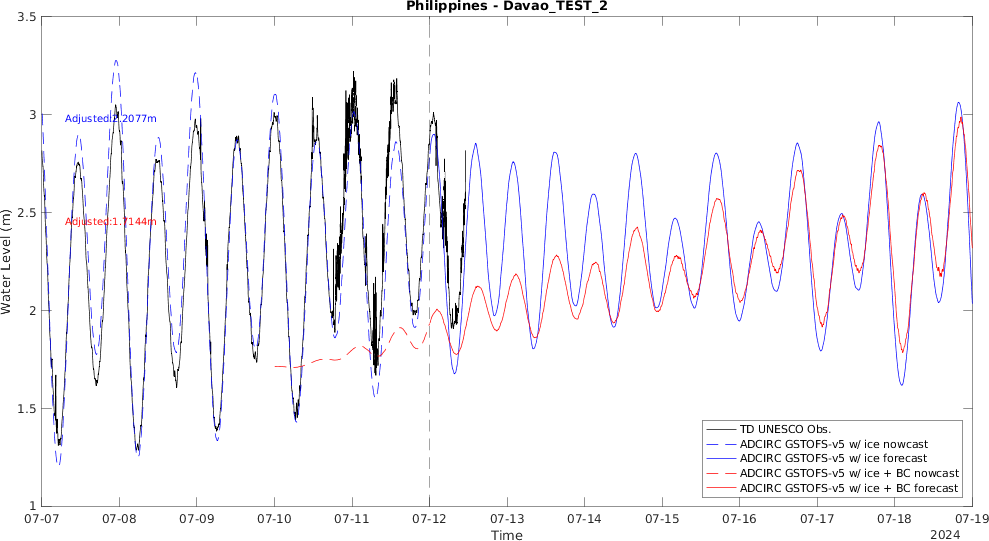 Philippines - Davao_TEST_2
3.5
3
2.5
2
1.5
1
Water Level (m)
Adjusted:2.2077m
Adjusted:1.7144m
TD UNESCO Obs.
ADCIRC GSTOFS-v5 w/ ice nowcast
ADCIRC GSTOFS-v5 w/ ice forecast
ADCIRC GSTOFS-v5 w/ ice + BC nowcast
ADCIRC GSTOFS-v5 w/ ice + BC forecast
07-07 07-08 07-09 07-10 07-11 07-12 07-13 07-14 07-15 07-16 07-17 07-18 07-19
Time
2024